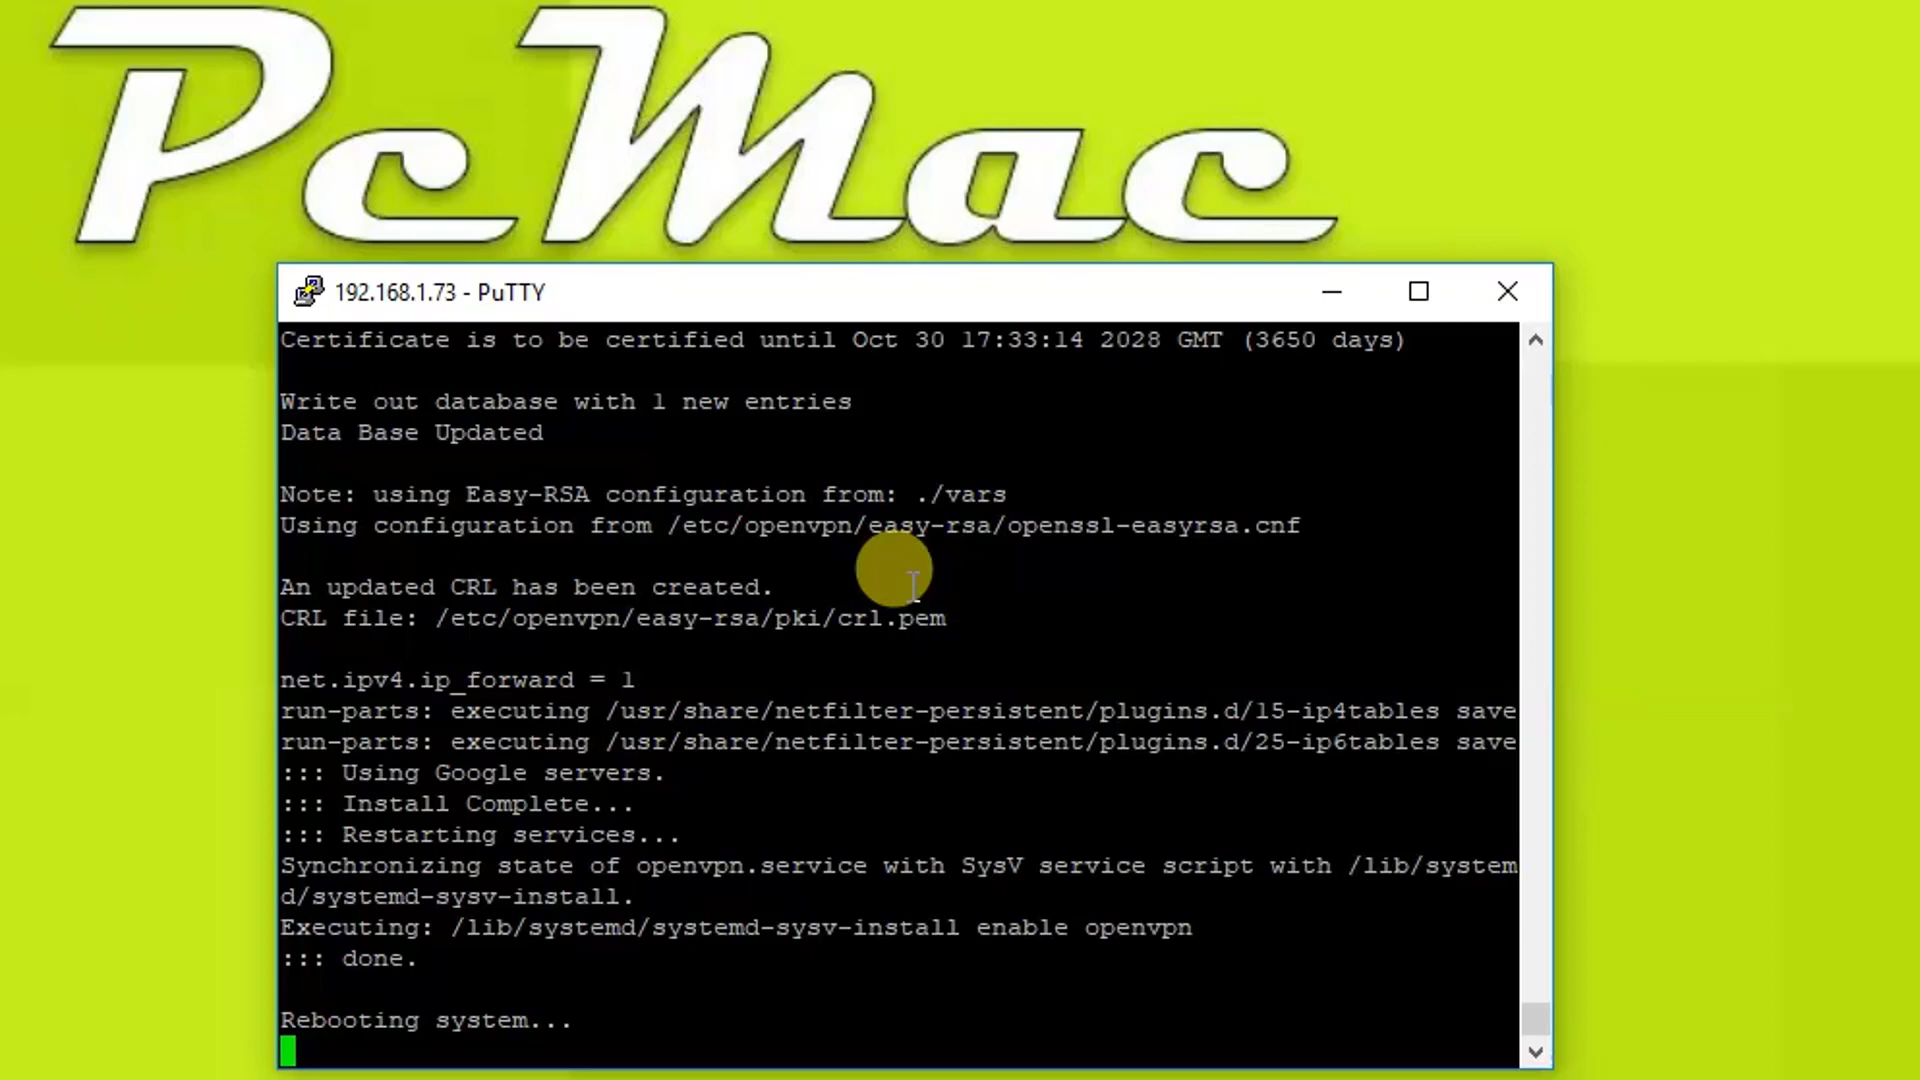 PcMac
192.168.1.73 - PuTTY
Certificate is to be certified until Oct 30 17:33:14 2028 GMT (3650 days)
Write out database with 1 new entries
Data Base Updated
Note: using Easy-RSA configuration from: ./vars
Using configuration from /etc/openvpn/easy-rsa/openssl-easyrsa.cnf
An updated CRL has been created.
CRL file: /etc/openvpn/easy-rsa/pki/crl.pem
net.ipv4.ip_forward = 1
run-parts: executing /usr/share/netfilter-persistent/plugins.d/15-ip4tables save
run-parts: executing /usr/share/netfilter-persistent/plugins.d/25-ip6tables save
::: Using Google servers.
::: Install Complete...
::: Restarting services...
Synchronizing state of openvpn.service with SysV service script with /lib/system
d/systemd-sysv-install.
Executing: /lib/systemd/systemd-sysv-install enable openvpn
::: done.
Rebooting system...